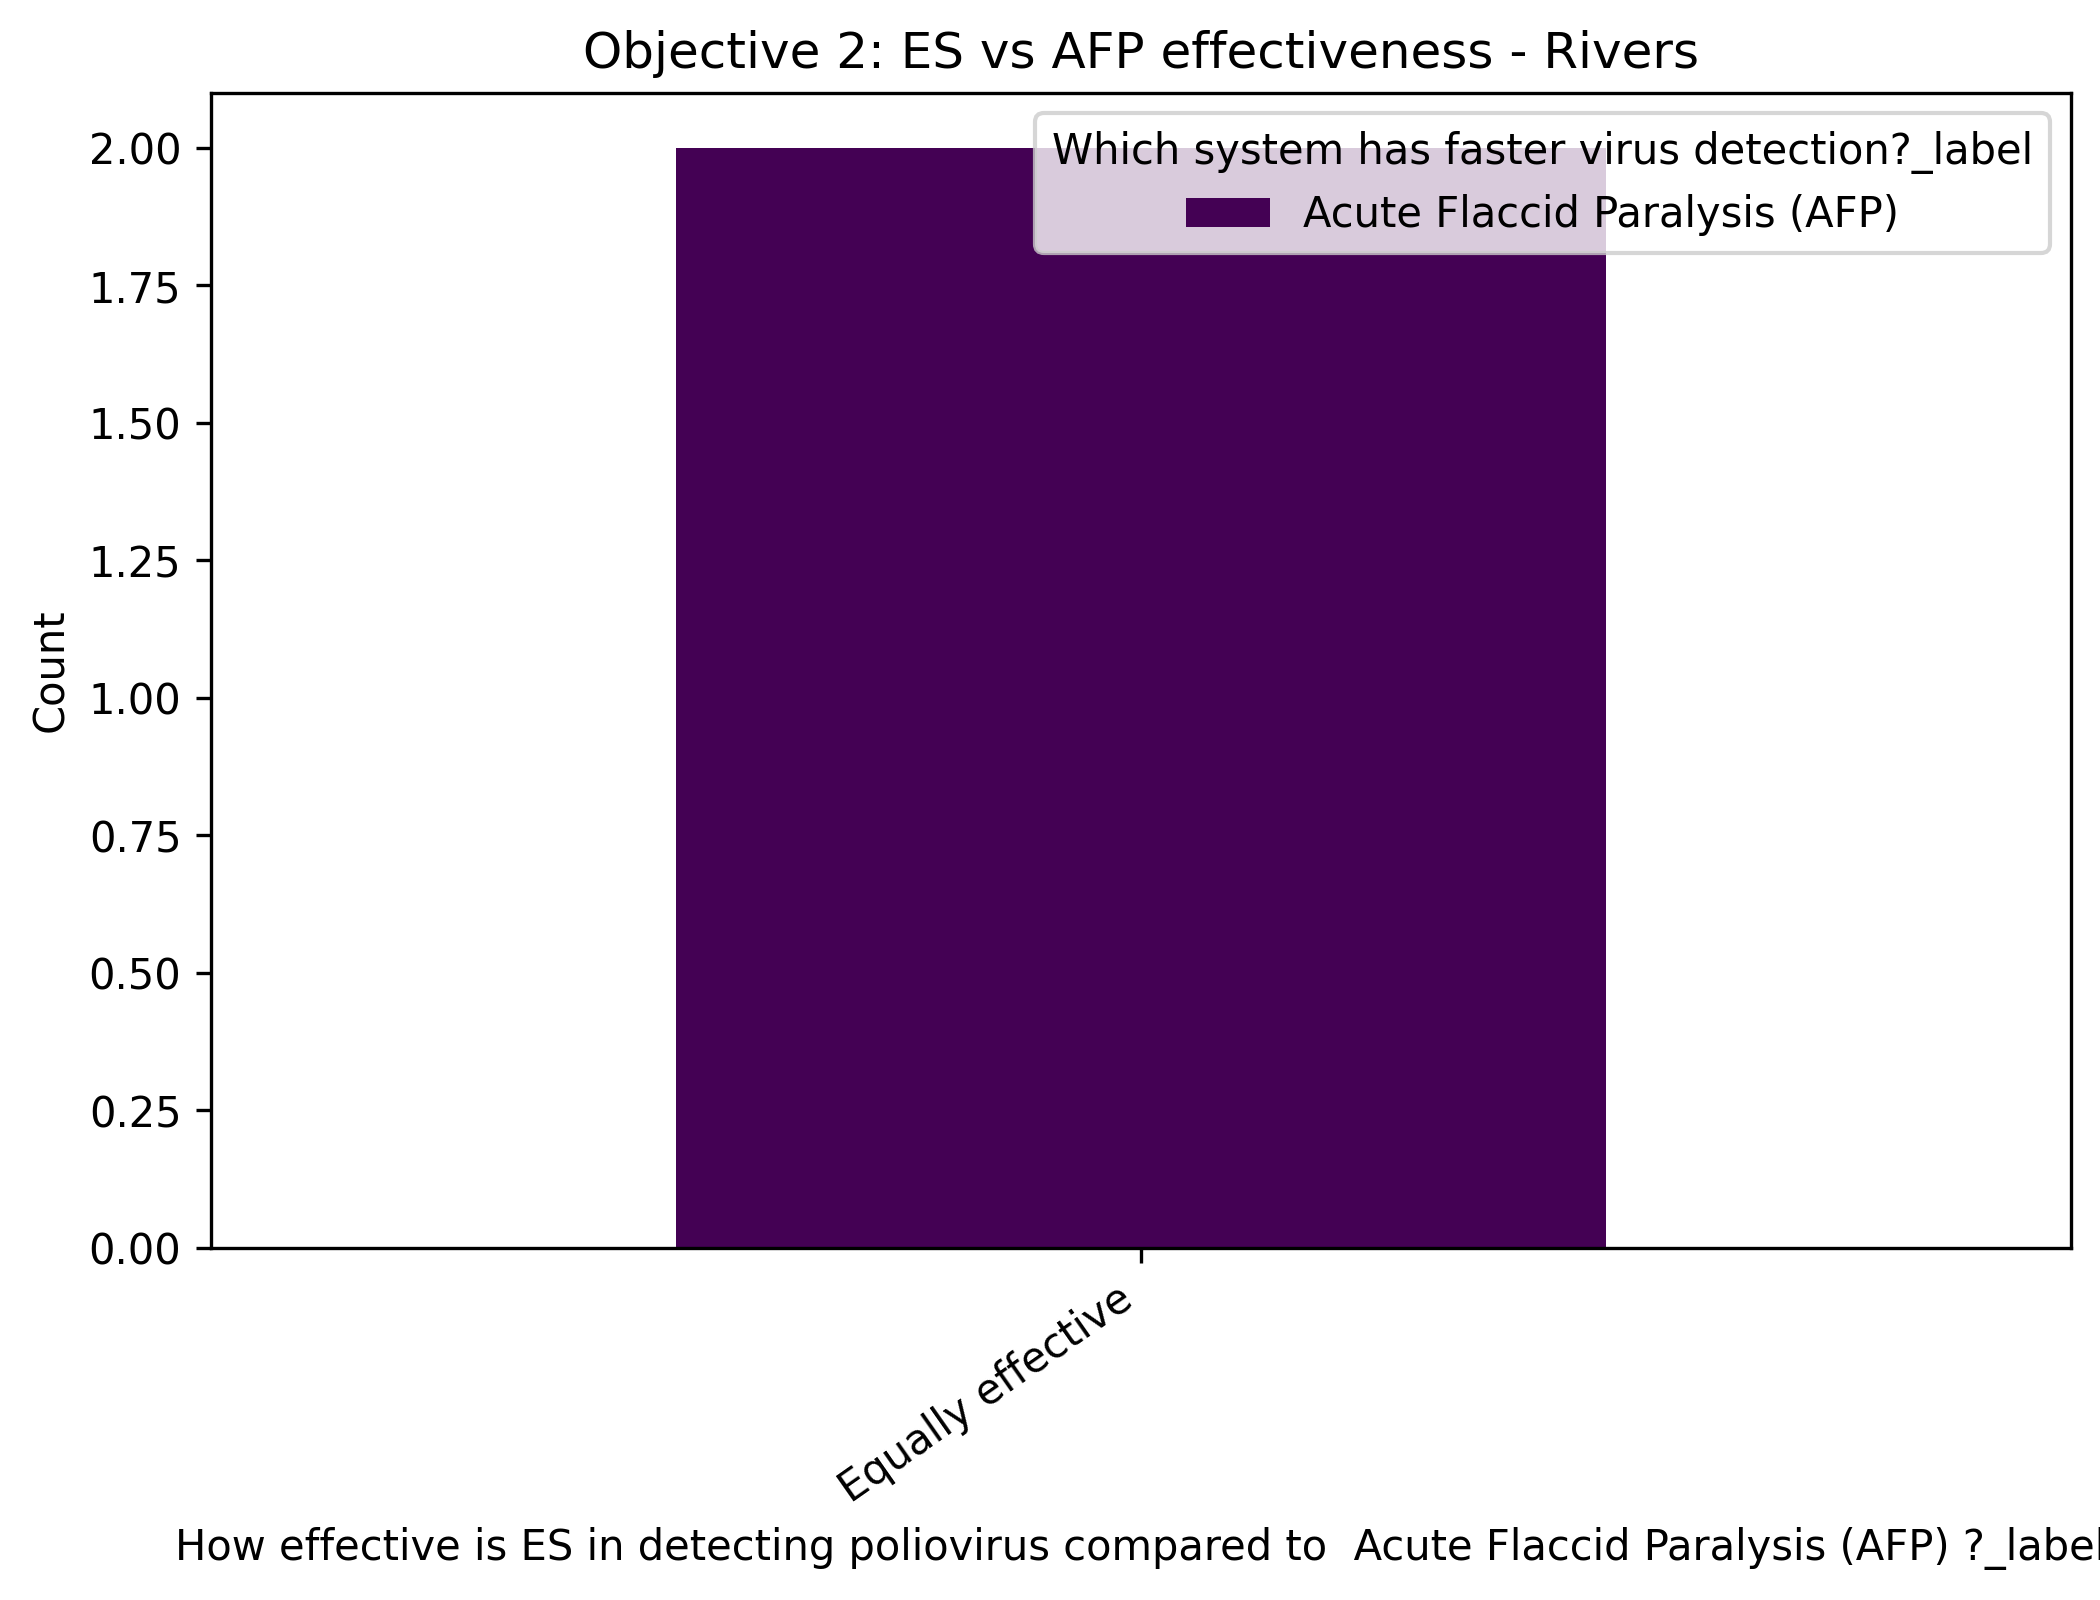 Objective 2: ES vs AFP effectiveness - Rivers
Which system has faster virus detection?_label
Acute Flaccid Paralysis (AFP)
Count
2.00
1.75
1.50
1.25
1.00
0.75
0.50
0.25
0.00
Equally effective
How effective is ES in detecting poliovirus compared to  Acute Flaccid Paralysis (AFP) ?_label